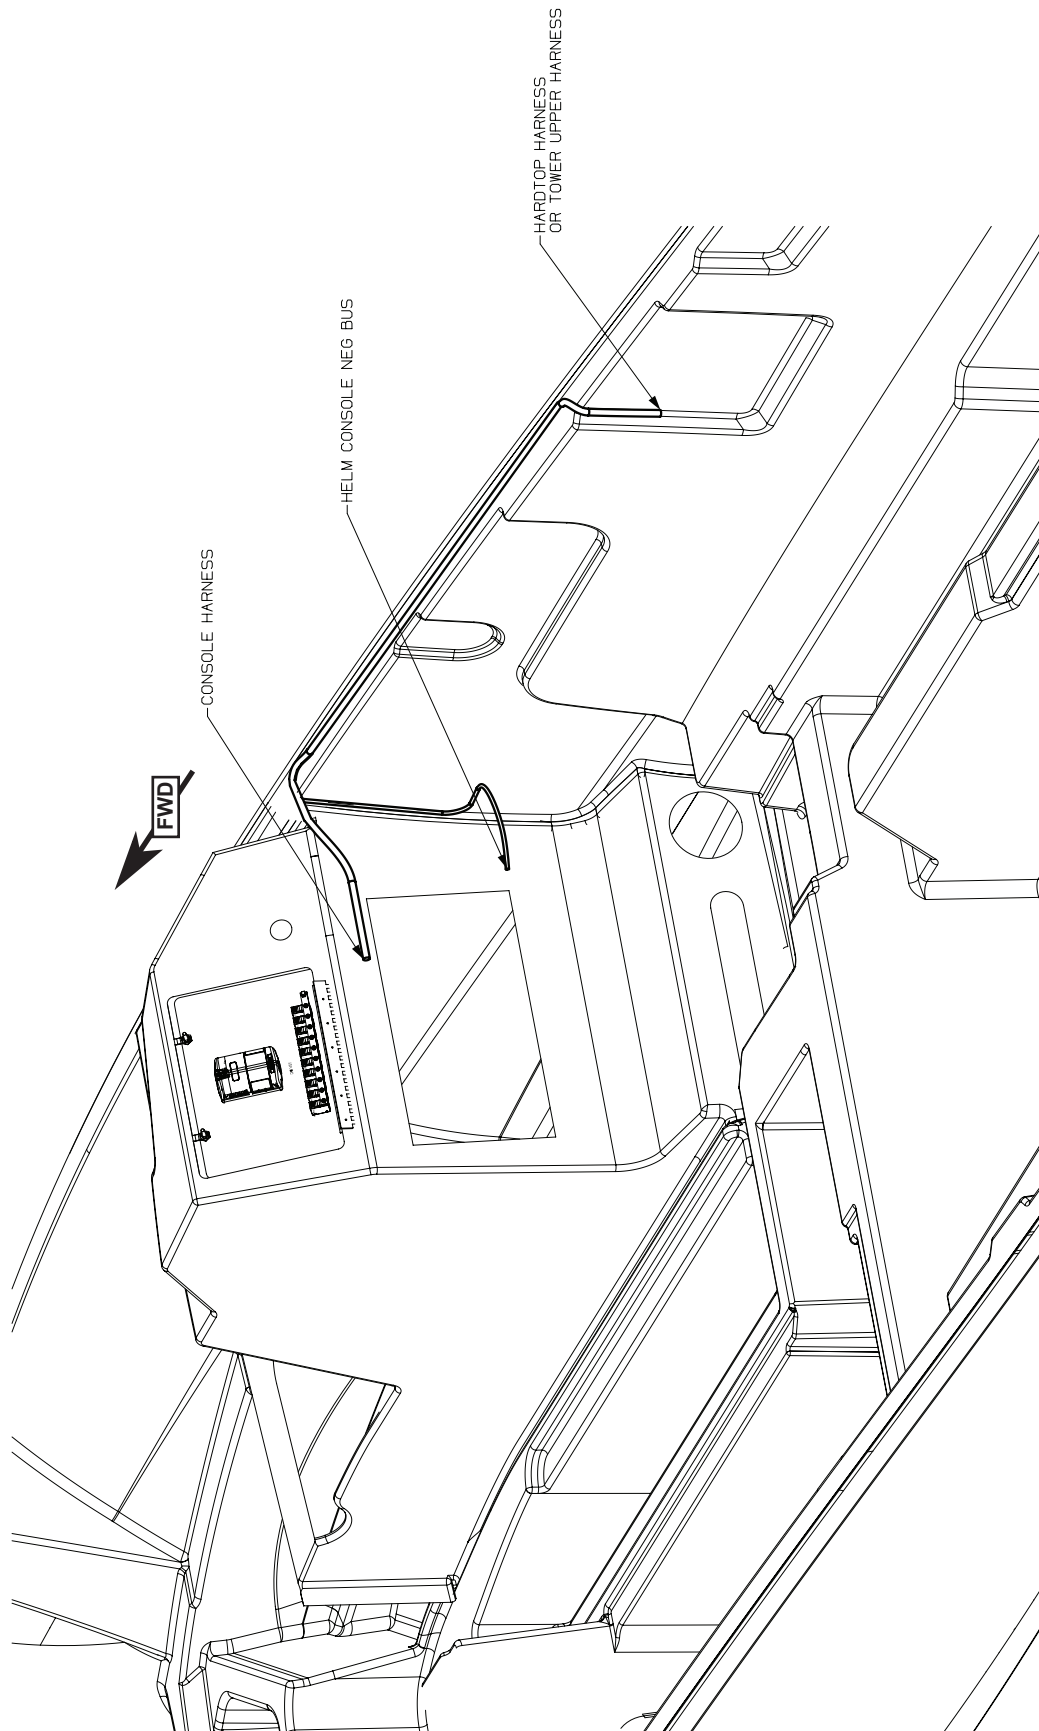 HARDTOP HARNESS
OR TOWER UPPER HARNESS
HELM CONSOLE NEG BUS
CONSOLE HARNESS
FWD